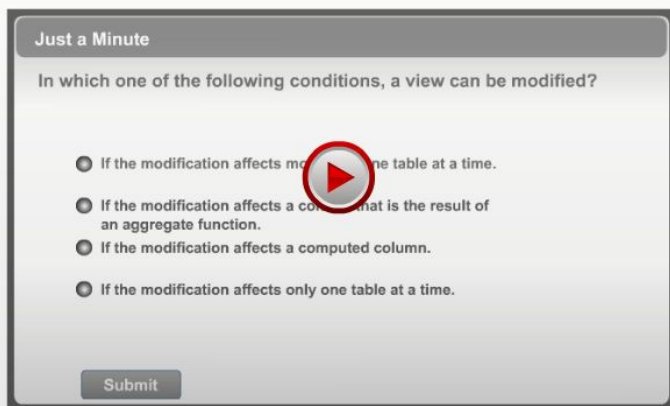 Just a Minute
In which one of the following conditions, a view can be modified?
If the modification affects ne table at a time.
If the modification affects a that is the result of
an aggregate function.
If the modification affects a computed column.
If the modification affects only one table at a time.
Submit